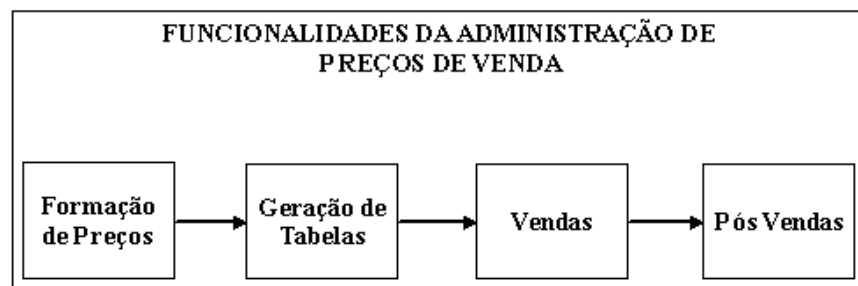 FUNCIONALIDADES DA ADMINISTRAÇÃO DE
PREÇOS DE VENDA
Formação
de Preços
Geração de
Tabelas
Vendas
Pós Vendas